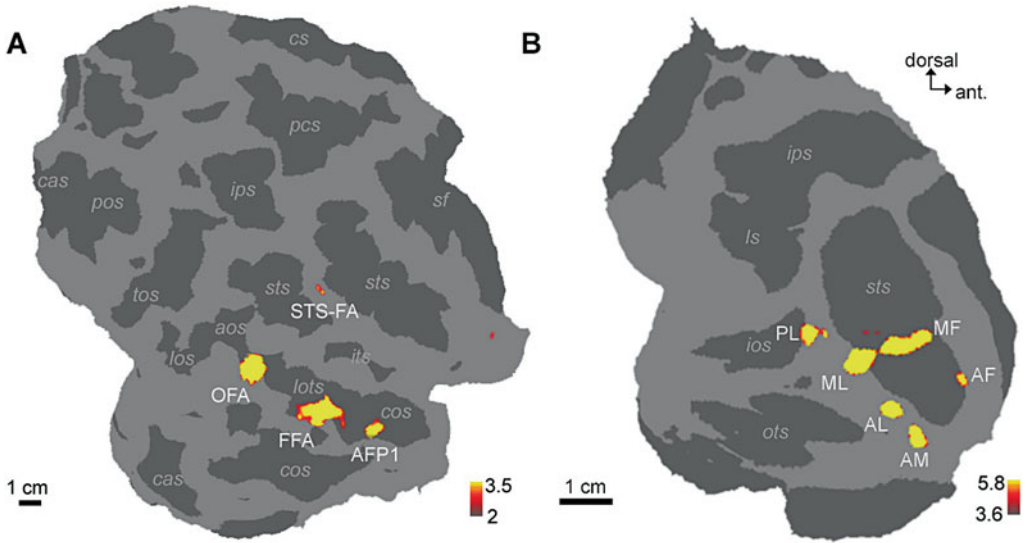 A
cs
pcs
cas
pos
ips
sf
tos
sts
sts
STS-FA
aos
los
its
OFA
lots
cos
FFA
AFP1
cas
cos
1 cm
3.5
2
B
dorsal
ant.
ips
ls
sts
PL
MF
ios
ML
AF
AL
ots
AM
1 cm
5.8
3.6